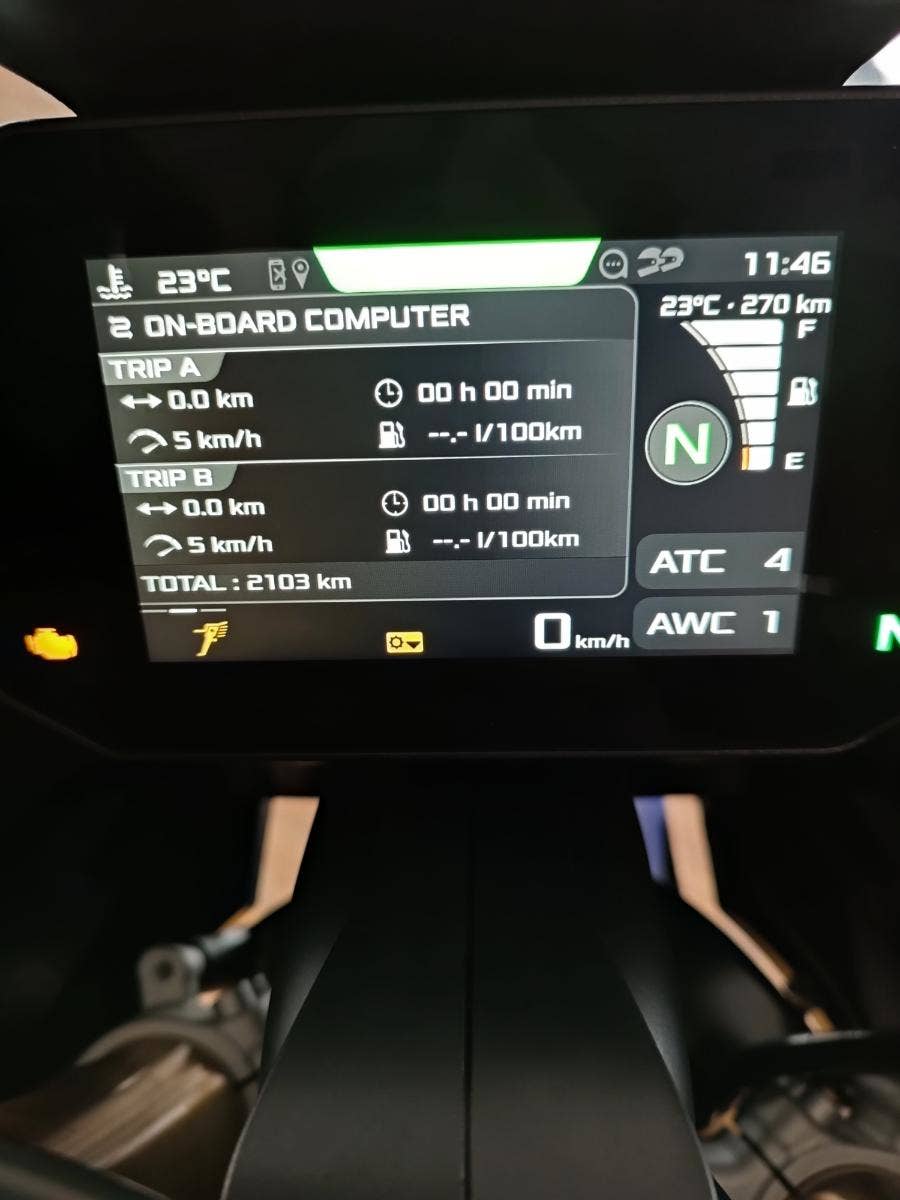 23°C 11:46
23°C · 270 km
ON-BOARD COMPUTER
F
TRIP A
0.0 km 00 h 00 min
5 km/h --.- l/100km
N
E
TRIP B
0.0 km 00 h 00 min
5 km/h --.- l/100km
ATC 4
TOTAL : 2103 km
0 km/h
AWC 1
N